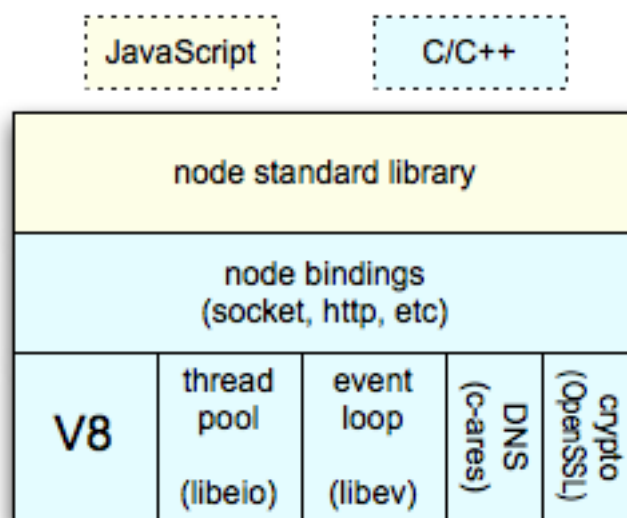 JavaScript
C/C++
node standard library
node bindings
(socket, http, etc)
V8
thread
pool
(libeio)
event
loop
(libev)
DNS
(c-ares)
crypto
(OpenSSL)